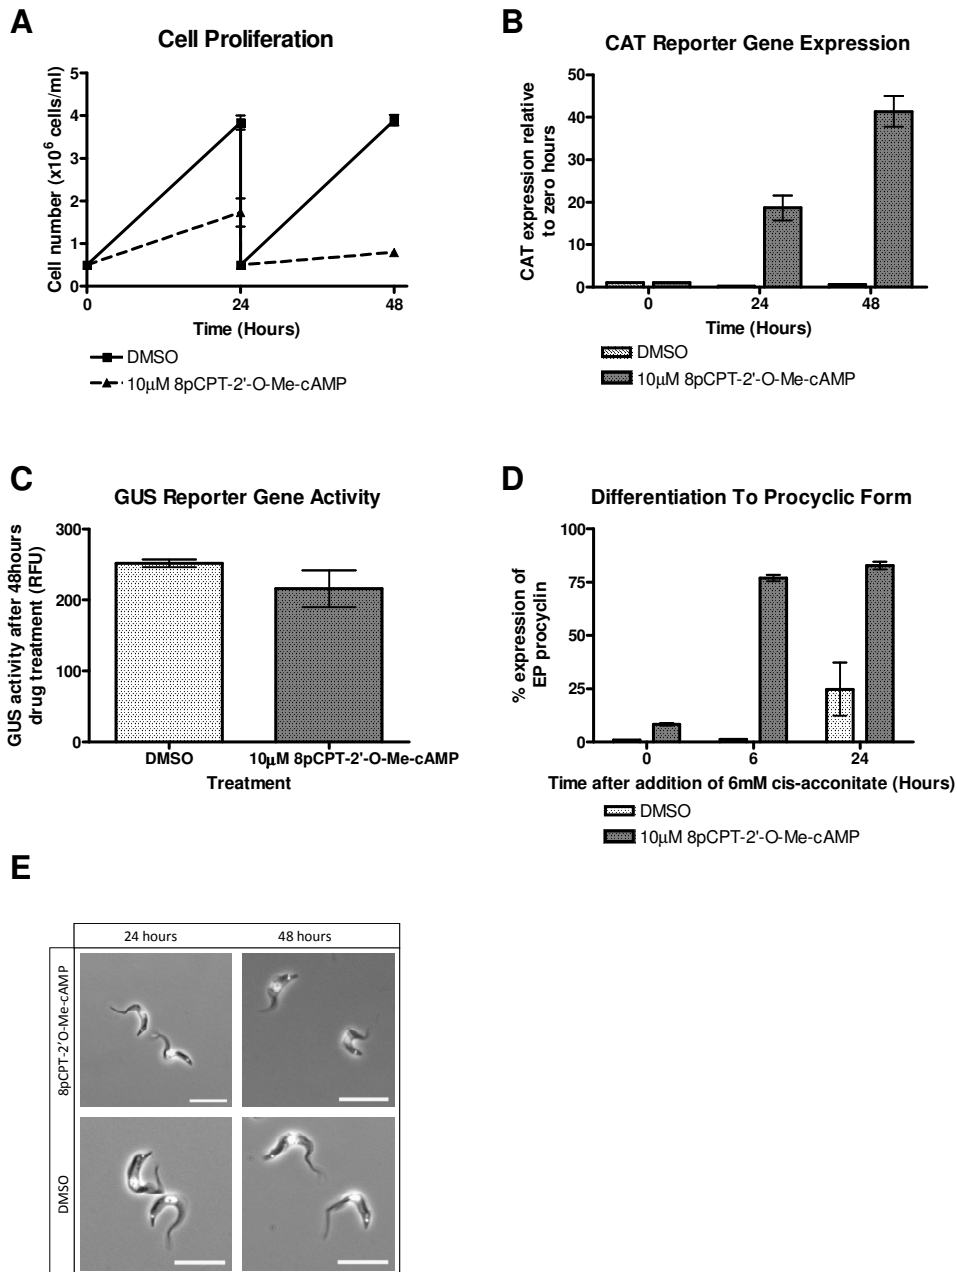 A
Cell Proliferation
Cell number (x10⁶ cells/ml)
5
4
3
2
1
0
0
24
48
Time (Hours)
DMSO
10μM 8pCPT-2'-O-Me-cAMP
B
CAT Reporter Gene Expression
CAT expression relative
to zero hours
50
40
30
20
10
0
0
24
48
Time (Hours)
DMSO
10μM 8pCPT-2'-O-Me-cAMP
C
GUS Reporter Gene Activity
GUS activity after 48hours
drug treatment (RFU)
300
200
100
0
DMSO
10μM 8pCPT-2'-O-Me-cAMP
Treatment
D
Differentiation To Procyclic Form
% expression of
EP procyclin
100
75
50
25
0
0
6
24
Time after addition of 6mM cis-acconitate (Hours)
DMSO
10μM 8pCPT-2'-O-Me-cAMP
E
24 hours
48 hours
8pCPT-2'O-Me-cAMP
DMSO